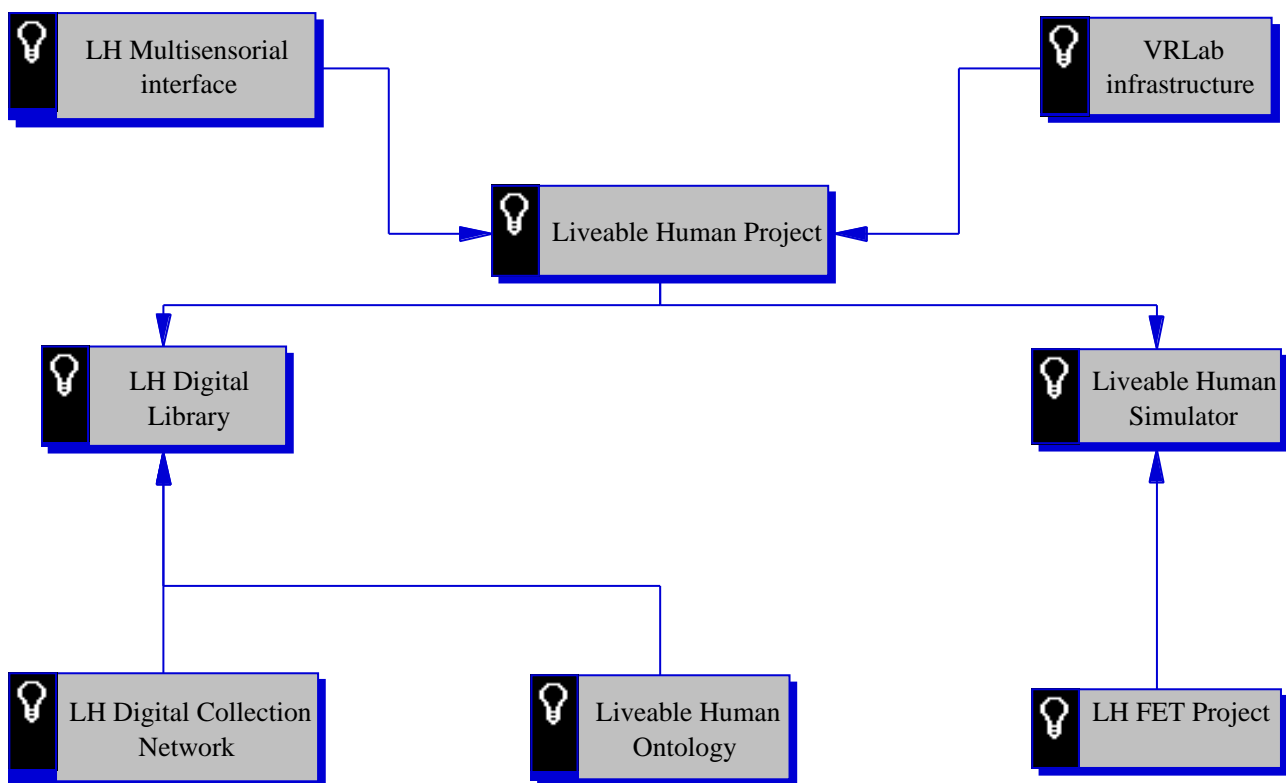 LH Multisensorial
interface
VRLab
infrastructure
Liveable Human Project
LH Digital
Library
Liveable Human
Simulator
LH Digital Collection
Network
Liveable Human
Ontology
LH FET Project